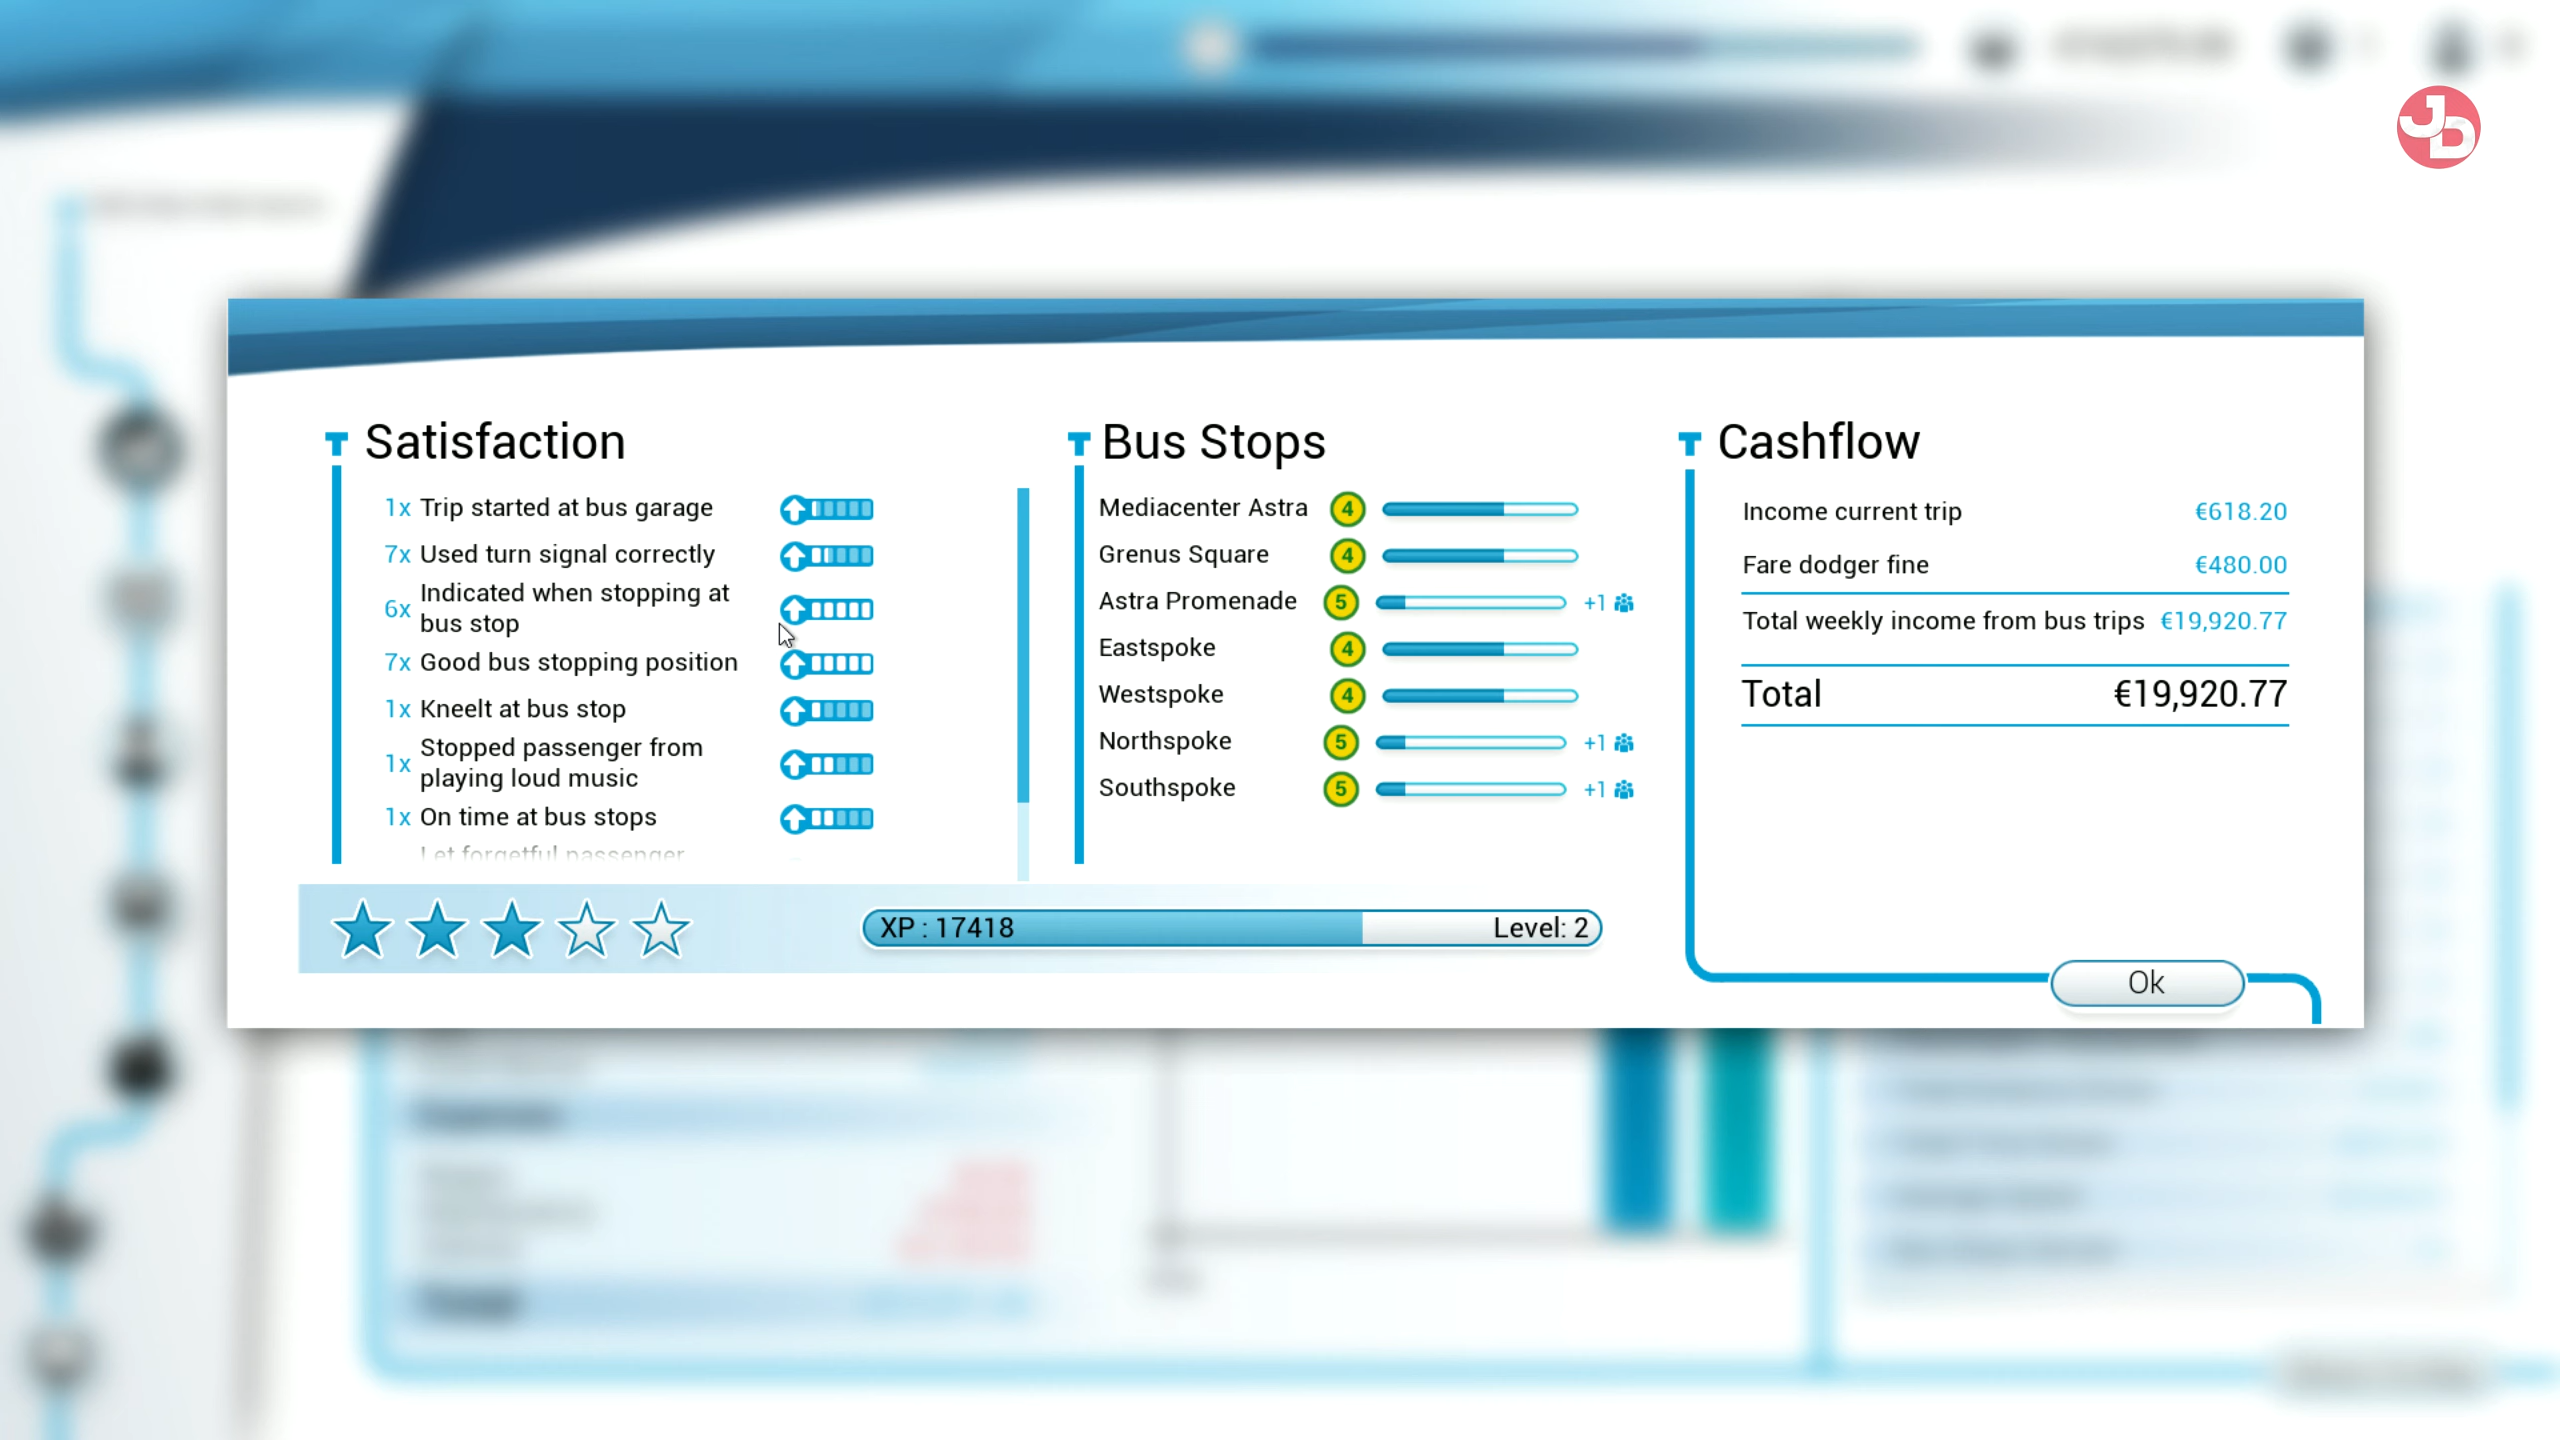 JD
Satisfaction
1x Trip started at bus garage
7x Used turn signal correctly
6x Indicated when stopping at
bus stop
7x Good bus stopping position
1x Kneelt at bus stop
1x Stopped passenger from
playing loud music
1x On time at bus stops
Let forgetful passenger
Bus Stops
Mediacenter Astra 4
Grenus Square 4
Astra Promenade 5 +1
Eastspoke 4
Westspoke 4
Northspoke 5 +1
Southspoke 5 +1
Cashflow
Income current trip €618.20
Fare dodger fine €480.00
Total weekly income from bus trips €19,920.77
Total €19,920.77
XP : 17418 Level: 2
Ok